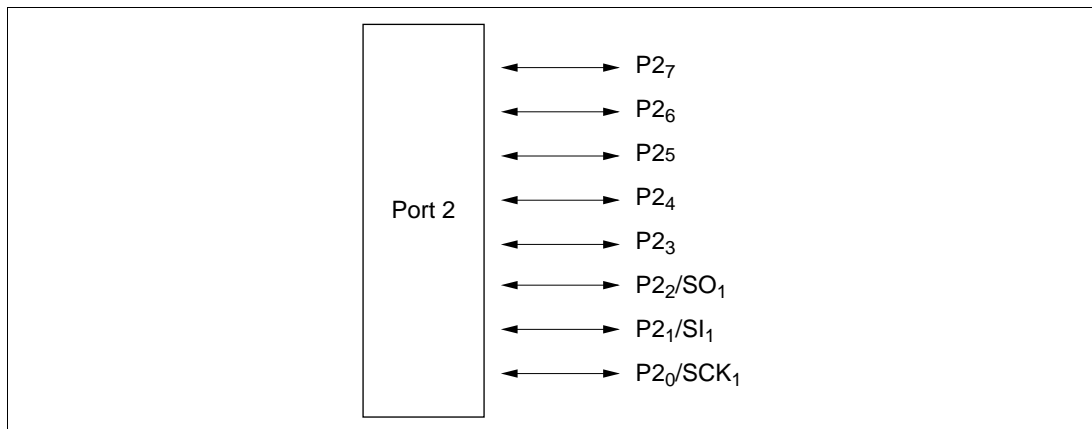 Port 2
P2₇
P2₆
P25
P2₄
P2₃
P2₂/SO₁
P2₁/SI₁
P2₀/SCK₁